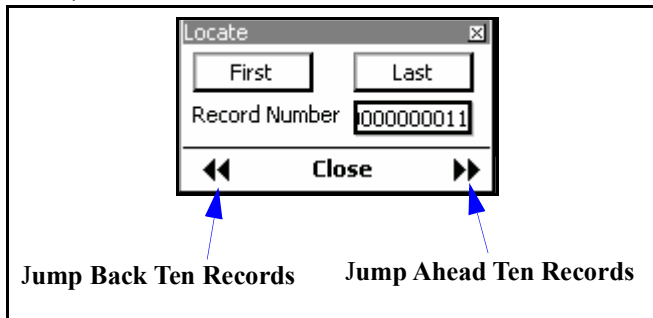 Locate
First Last
Record Number 000000011
Close
Jump Back Ten Records Jump Ahead Ten Records